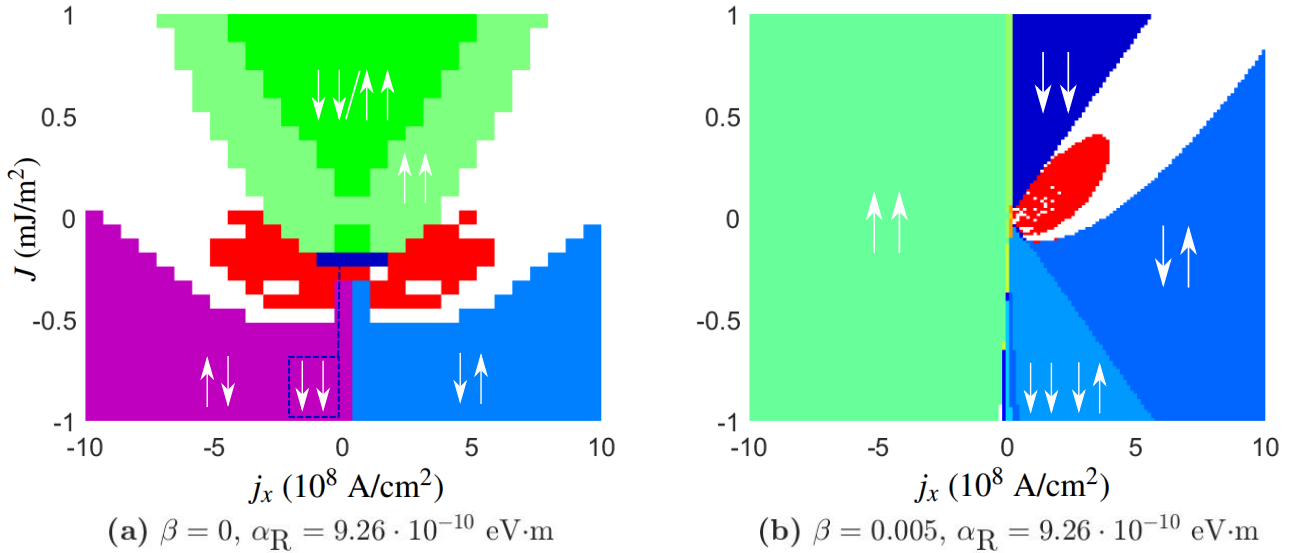 1
0.5
0
-0.5
-1
J (mJ/m²)
-10 -5 0 5 10
jₓ (10⁸ A/cm²)
(a) β = 0, α_R = 9.26 · 10⁻¹⁰ eV·m
1
0.5
0
-0.5
-1
-10 -5 0 5 10
jₓ (10⁸ A/cm²)
(b) β = 0.005, α_R = 9.26 · 10⁻¹⁰ eV·m